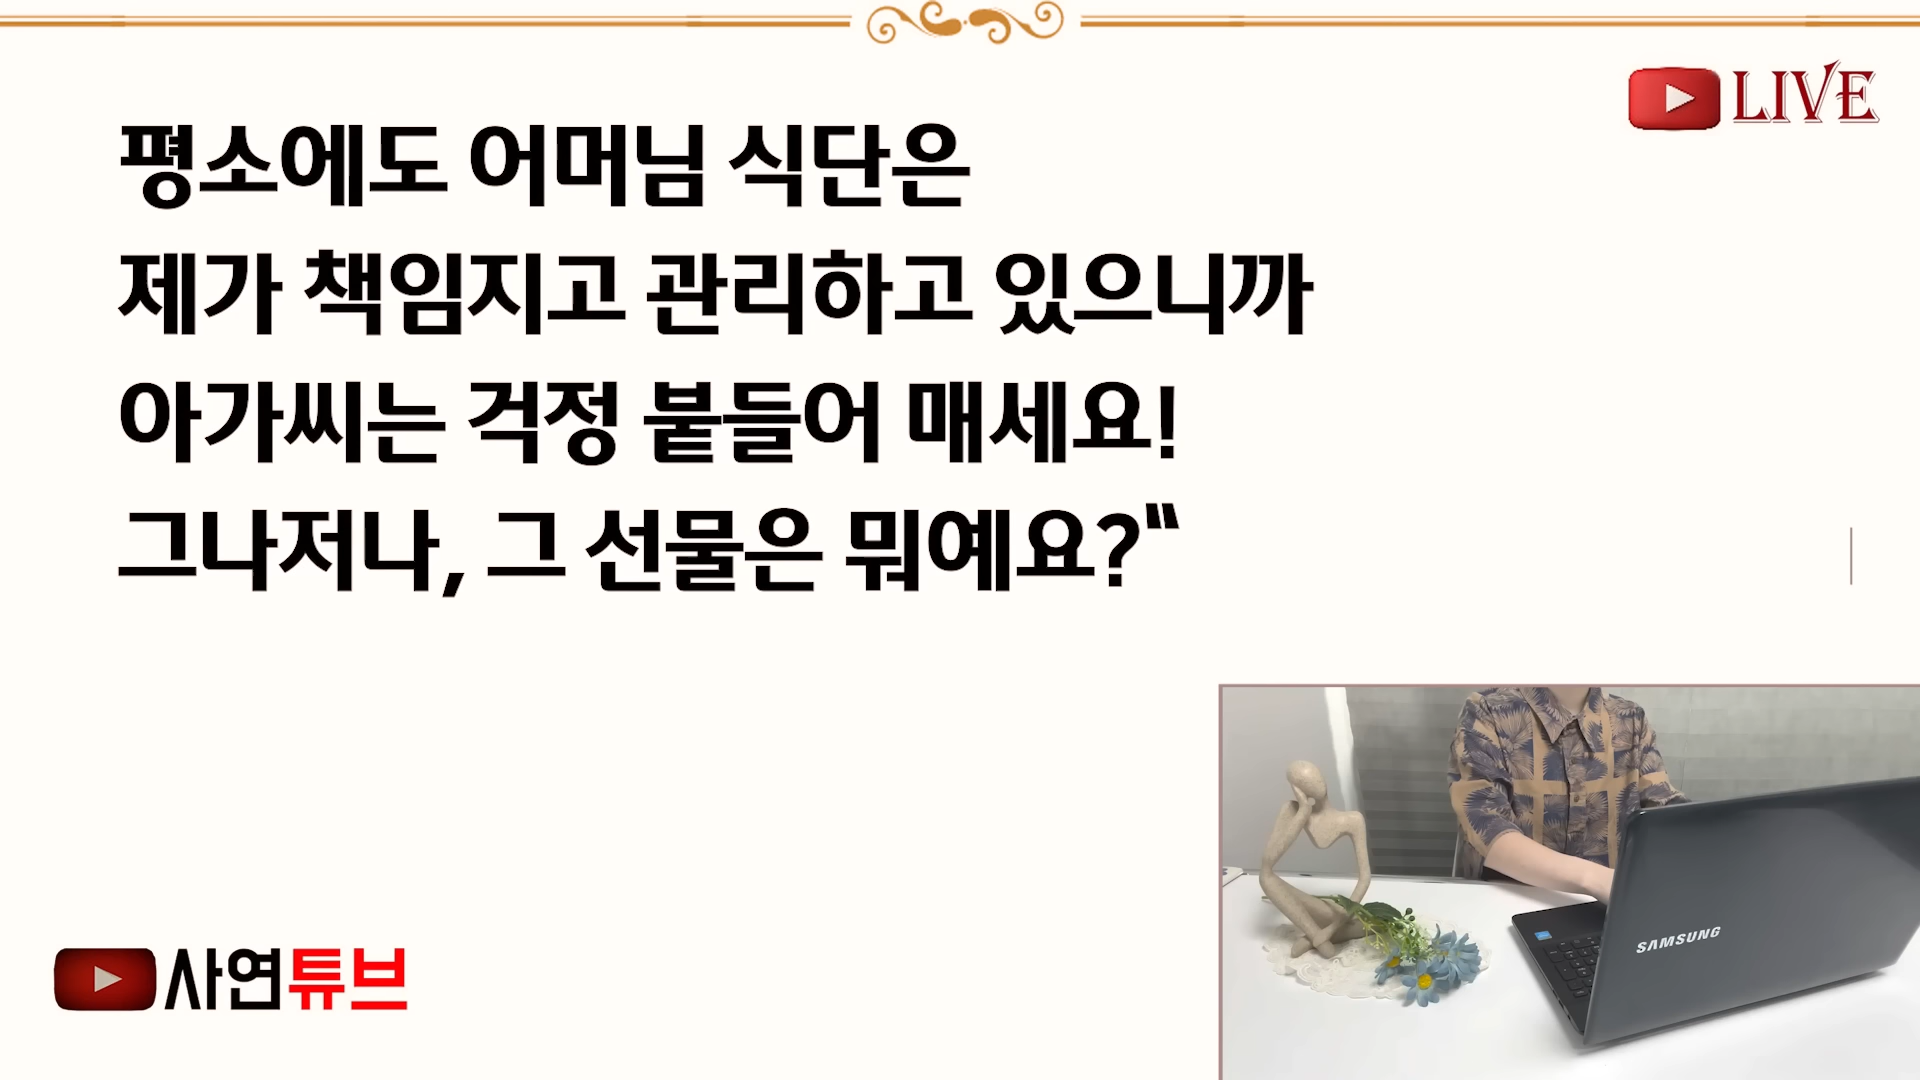 LIVE
평소에도 어머님 식단은
제가 책임지고 관리하고 있으니까
아가씨는 걱정 붙들어 매세요!
그나저나, 그 선물은 뭐예요?“
SAMSUNG
사연튜브